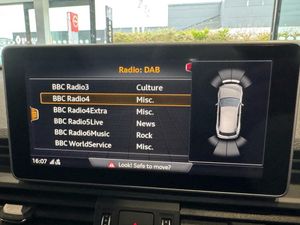 Radio: DAB
BBC Radio3 Culture
BBC Radio4 Misc.
BBC Radio4Extra Misc.
BBC Radio5Live News
BBC Radio6Music Rock
BBC WorldService Misc.
16:07 Look! Safe to move?